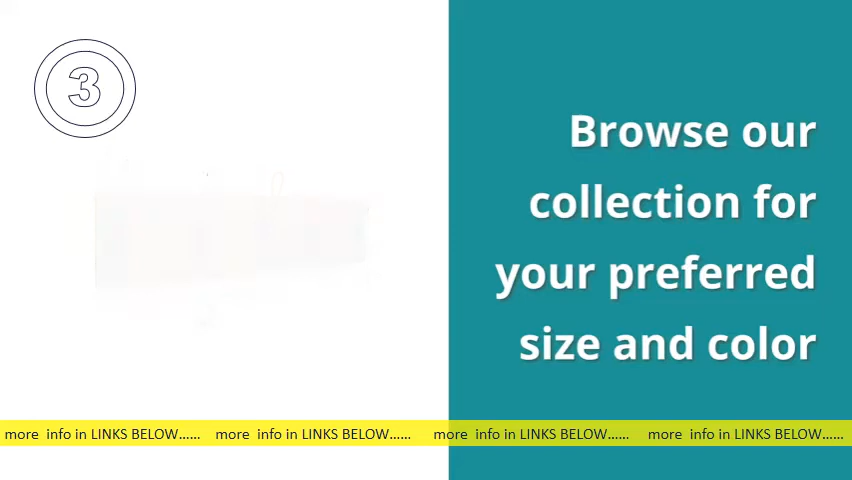 3
Browse our
collection for
your preferred
size and color
more  info in LINKS BELOW...... more  info in LINKS BELOW...... more  info in LINKS BELOW...... more  info in LINKS BELOW......